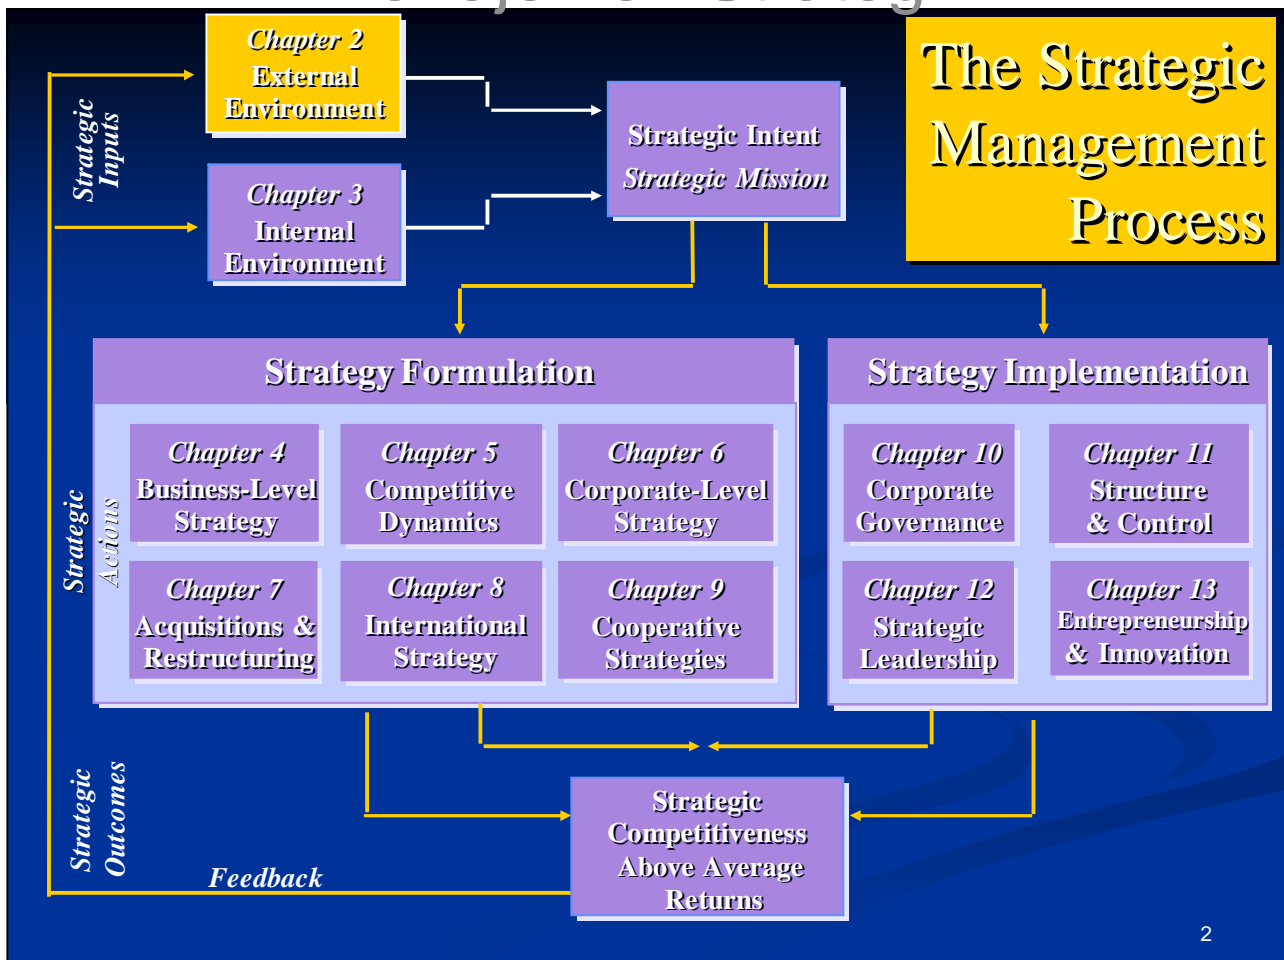 The Strategic
Management
Process
Chapter 2
External
Environment
Strategic
Inputs
Chapter 3
Internal
Environment
Strategic Intent
Strategic Mission
Strategy Formulation
Chapter 4
Business-Level
Strategy
Chapter 5
Competitive
Dynamics
Chapter 6
Corporate-Level
Strategy
Chapter 7
Acquisitions &
Restructuring
Chapter 8
International
Strategy
Chapter 9
Cooperative
Strategies
Strategy Implementation
Chapter 10
Corporate
Governance
Chapter 11
Structure
& Control
Chapter 12
Strategic
Leadership
Chapter 13
Entrepreneurship
& Innovation
Strategic
Actions
Strategic
Outcomes
Strategic
Competitiveness
Above Average
Returns
Feedback
2